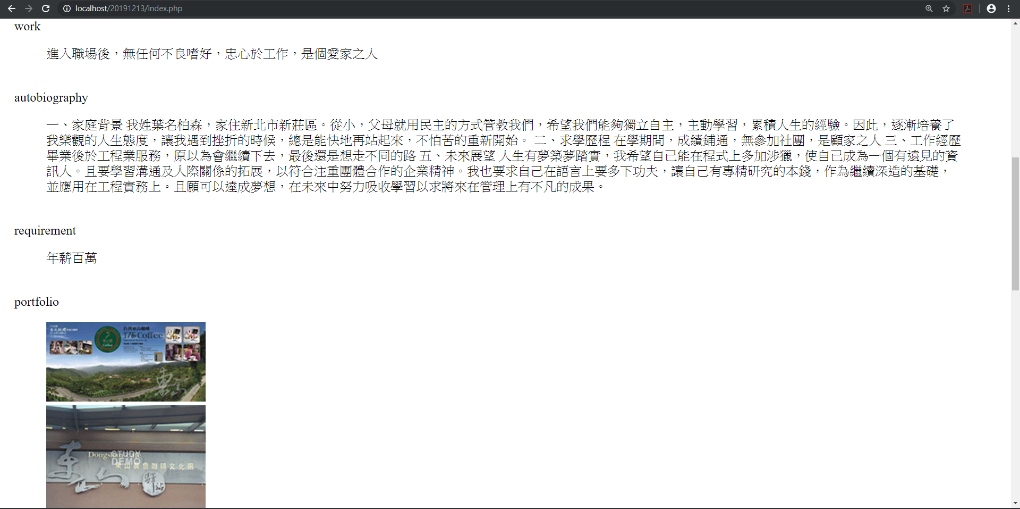 localhost/20191213/index.php
work
進入職場後，無任何不良嗜好，忠心於工作，是個愛家之人
autobiography
一、家庭背景 我姓葉名柏森，家住新北市新莊區。從小，父母就用民主的方式管教我們，希望我們能夠獨立自主，主動學習，累積人生的經驗。因此，逐漸培養了
我樂觀的人生態度，讓我遇到挫折的時候，總是能快地再站起來，不怕苦的重新開始。 二、求學歷程 在學期間，成績普通，無參加社團，是顧家之人 三、工作經歷
畢業後於工程業服務，原以為會繼續下去，最後還是想走不同的路 五、未來展望 人生有夢築夢踏實，我希望自己能在程式上多加涉獵，使自己成為一個有遠見的資
訊人。且要學習溝通及人際關係的拓展，以符合注重團體合作的企業精神。我也要求自己在語言上要多下功夫，讓自己有專精研究的本錢，作為繼續深造的基礎，
並應用在工程實務上。且願可以達成夢想，在未來中努力吸收學習以求將來在管理上有不凡的成果。
requirement
年薪百萬
portfolio
Coffee
STUDY
DEMO
東山